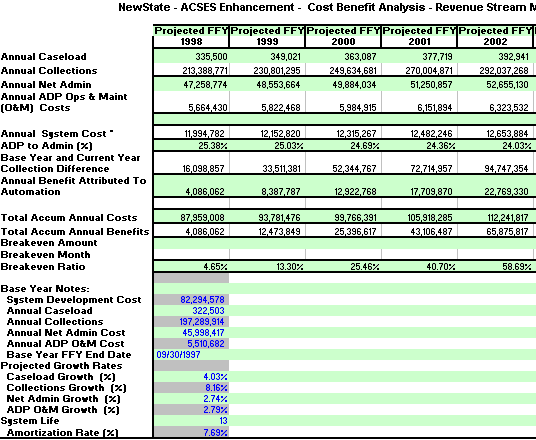 NewState - ACSES Enhancement - Cost Benefit Analysis - Revenue Stream M
Projected FFY Projected FFY Projected FFY Projected FFY Projected FFY
1998 1999 2000 2001 2002
Annual Caseload 335,500 349,021 363,087 377,719 392,941
Annual Collections 213,388,771 230,801,295 249,634,681 270,004,871 292,037,268
Annual Net Admin 47,258,774 48,553,664 49,884,034 51,250,857 52,655,130
Annual ADP Ops & Maint
(O&M) Costs 5,664,430 5,822,468 5,984,915 6,151,894 6,323,532
Annual System Cost * 11,994,782 12,152,820 12,315,267 12,482,246 12,653,884
ADP to Admin (%) 25.38% 25.03% 24.69% 24.36% 24.03%
Base Year and Current Year
Collection Difference 16,098,857 33,511,381 52,344,767 72,714,957 94,747,354
Annual Benefit Attributed To
Automation 4,086,062 8,387,787 12,922,768 17,709,870 22,769,330
Total Accum Annual Costs 87,959,008 93,781,476 99,766,391 105,918,285 112,241,817
Total Accum Annual Benefits 4,086,062 12,473,849 25,396,617 43,106,487 65,875,817
Breakeven Amount
Breakeven Month
Breakeven Ratio 4.65% 13.30% 25.46% 40.70% 58.69%
Base Year Notes:
System Development Cost 82,294,578
Annual Caseload 322,503
Annual Collections 197,289,914
Annual Net Admin Cost 45,998,417
Annual ADP O&M Cost 5,510,682
Base Year FFY End Date 09/30/1997
Projected Growth Rates
Caseload Growth (%) 4.03%
Collections Growth (%) 8.16%
Net Admin Growth (%) 2.74%
ADP O&M Growth (%) 2.79%
System Life 13
Amortization Rate (%) 7.69%